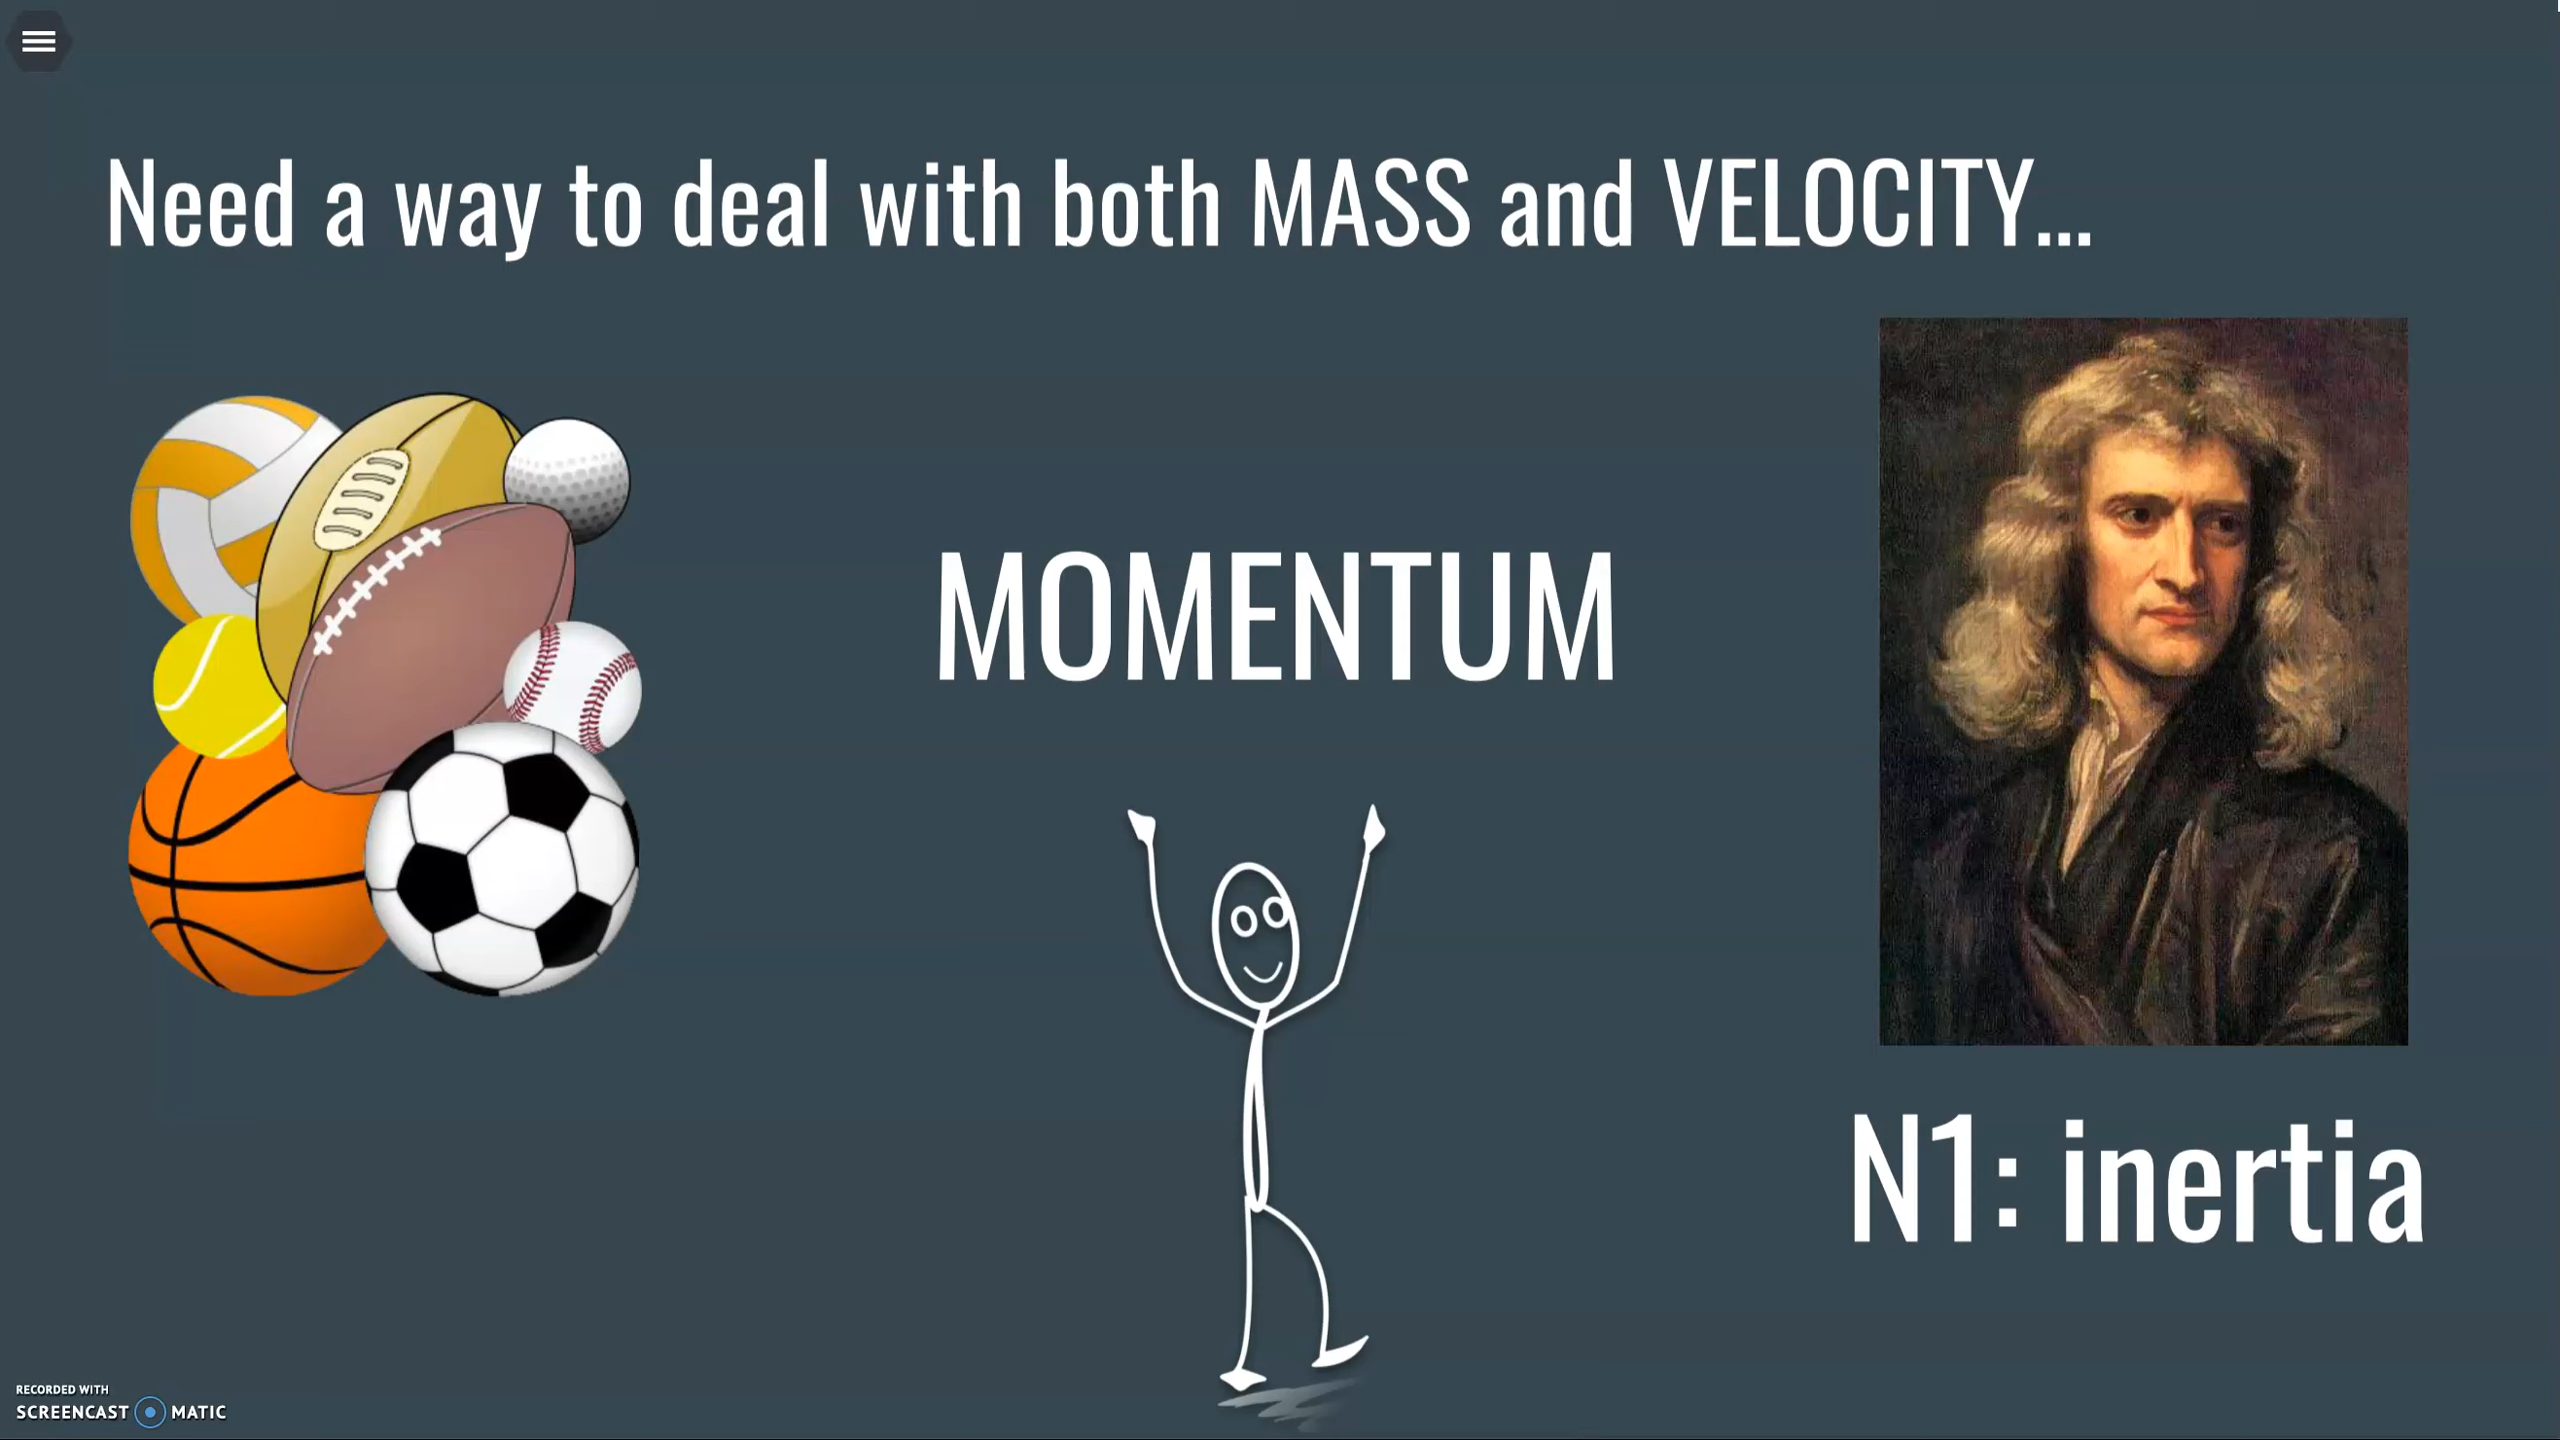 Need a way to deal with both MASS and VELOCITY...
MOMENTUM
N1: inertia
RECORDED WITH
SCREENCAST MATIC